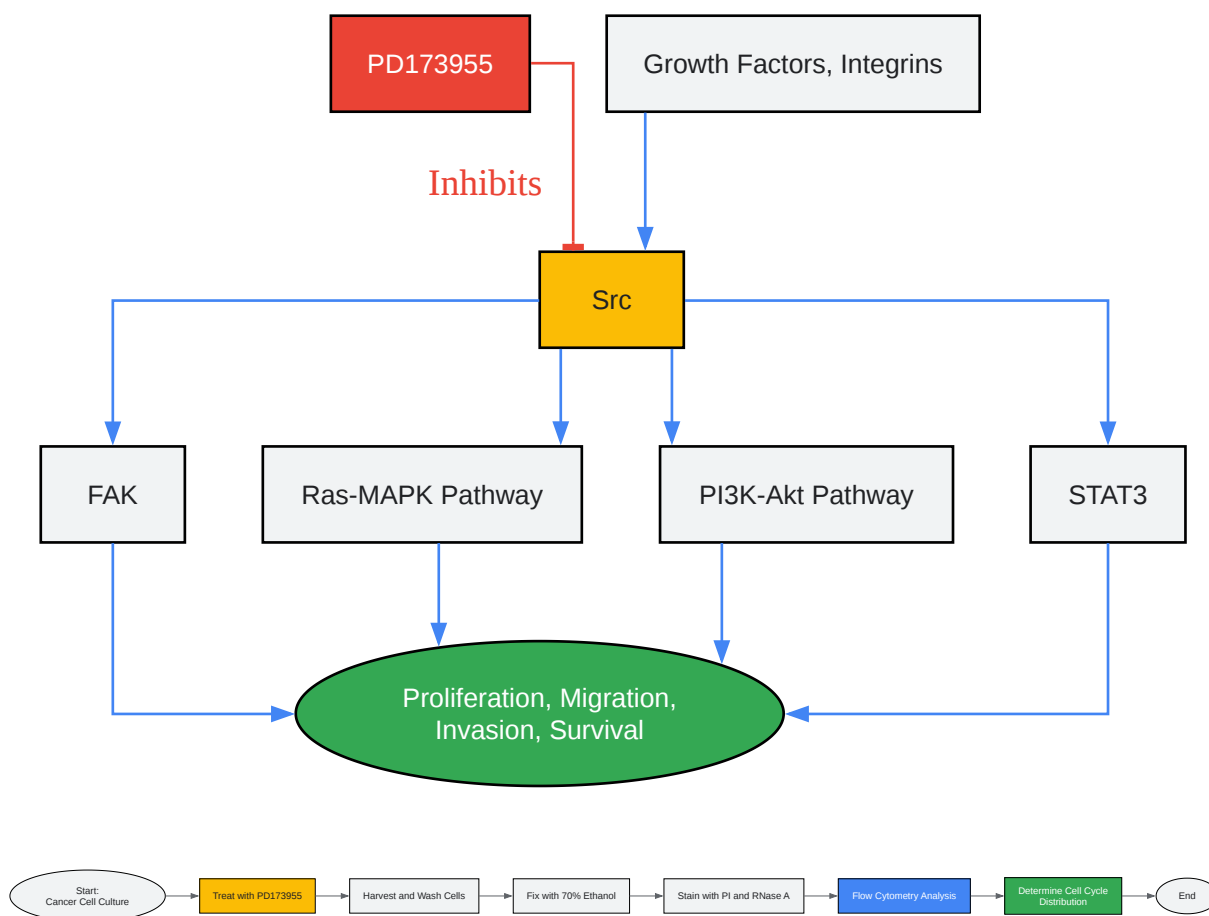 PD173955
Growth Factors, Integrins
Inhibits
Src
FAK
Ras-MAPK Pathway
PI3K-Akt Pathway
STAT3
Proliferation, Migration,
Invasion, Survival
Start:
Cancer Cell Culture
Treat with PD173955
Harvest and Wash Cells
Fix with 70% Ethanol
Stain with PI and RNase A
Flow Cytometry Analysis
Determine Cell Cycle
Distribution
End